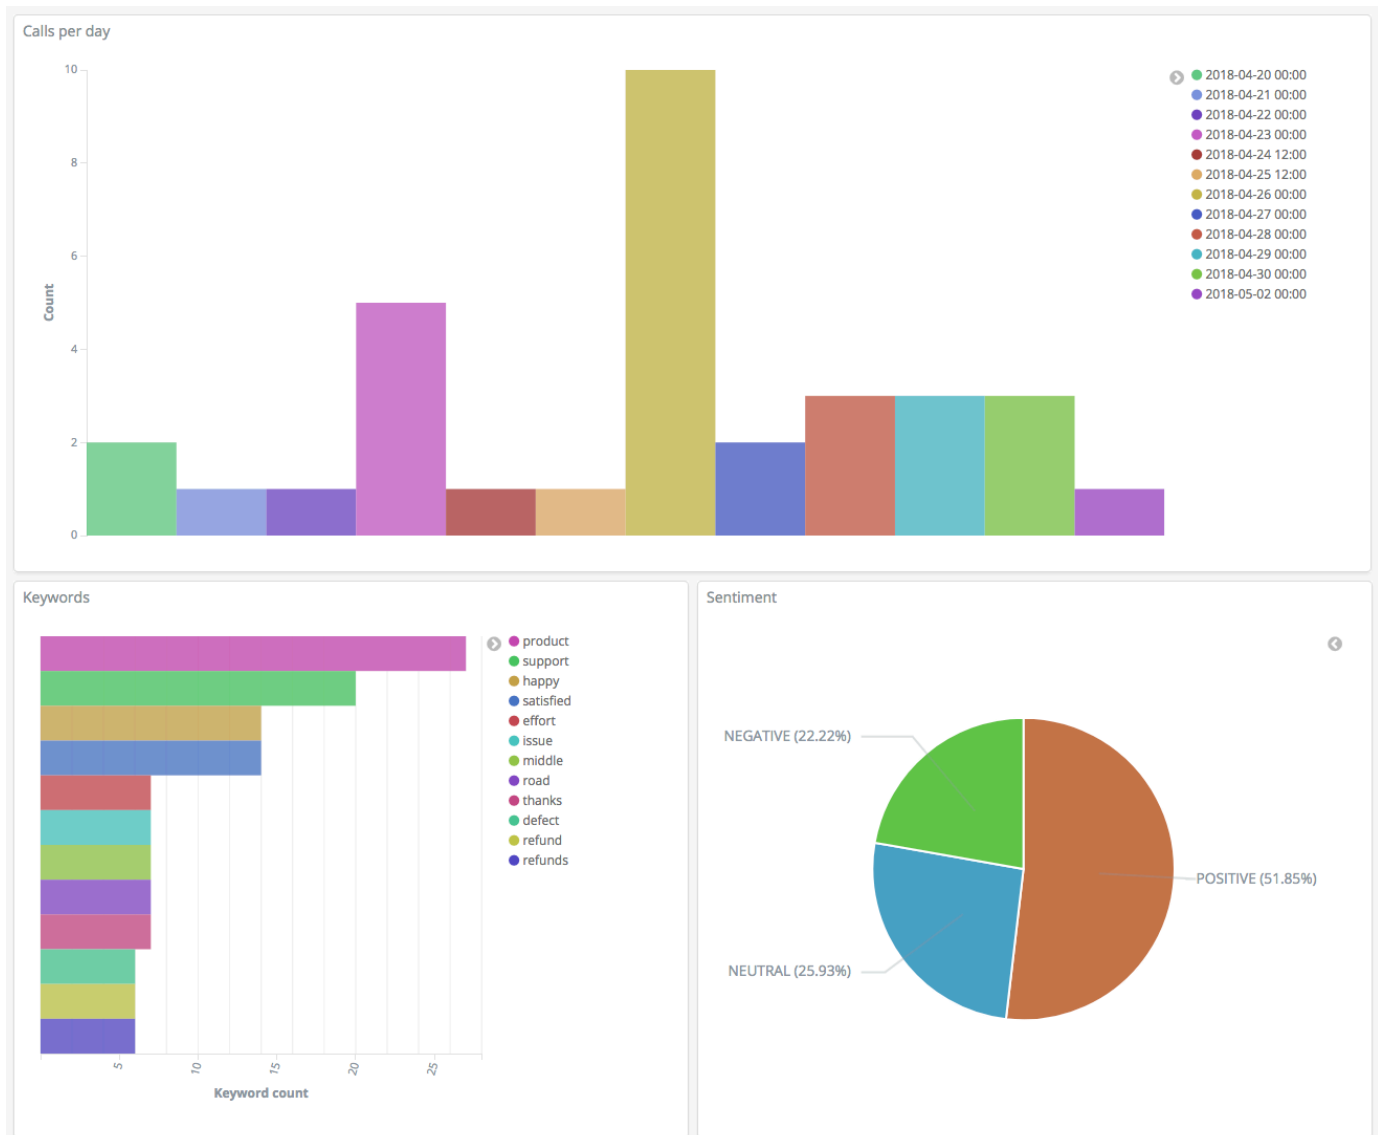 Calls per day
10
8
6
4
2
0
Count
2018-04-20 00:00
2018-04-21 00:00
2018-04-22 00:00
2018-04-23 00:00
2018-04-24 12:00
2018-04-25 12:00
2018-04-26 00:00
2018-04-27 00:00
2018-04-28 00:00
2018-04-29 00:00
2018-04-30 00:00
2018-05-02 00:00
Keywords
product
support
happy
satisfied
effort
issue
middle
road
thanks
defect
refund
refunds
5
10
15
20
25
Keyword count
Sentiment
NEGATIVE (22.22%)
POSITIVE (51.85%)
NEUTRAL (25.93%)